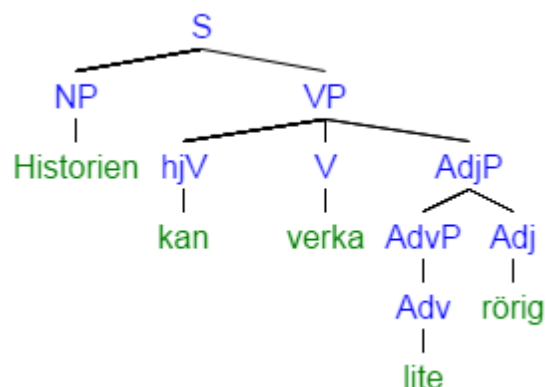 S
NP VP
Historien hjV V AdjP
kan verka AdvP Adj
Adv rörig
lite